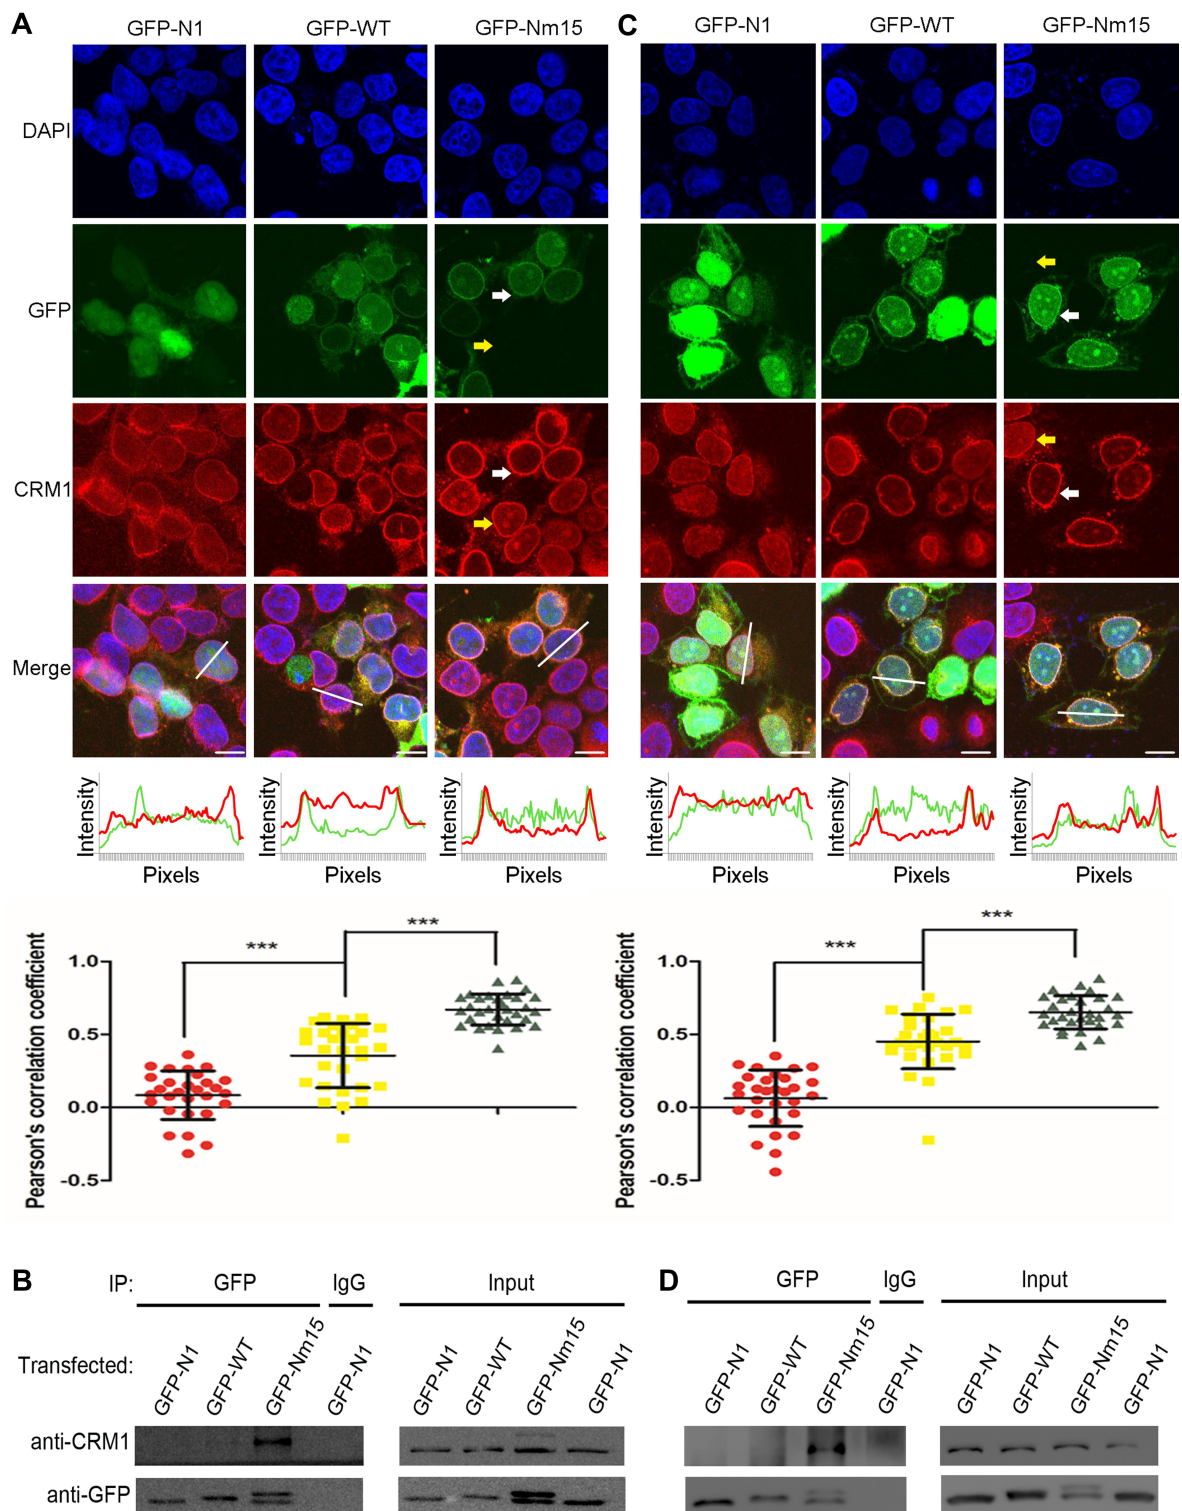 A GFP-N1 GFP-WT GFP-Nm15 C GFP-N1 GFP-WT GFP-Nm15
DAPI
GFP
CRM1
Merge
Intensity Intensity Intensity Intensity Intensity Intensity
Pixels Pixels Pixels Pixels Pixels Pixels
Pearson's correlation coefficient
1.0
0.5
0.0
-0.5
***
***
Pearson's correlation coefficient
1.0
0.5
0.0
-0.5
***
***
B IP: GFP IgG Input
Transfected: GFP-N1 GFP-WT GFP-Nm15 GFP-N1 GFP-N1 GFP-WT GFP-Nm15 GFP-N1
anti-CRM1
anti-GFP
D GFP IgG Input
GFP-N1 GFP-WT GFP-Nm15 GFP-N1 GFP-N1 GFP-WT GFP-Nm15 GFP-N1